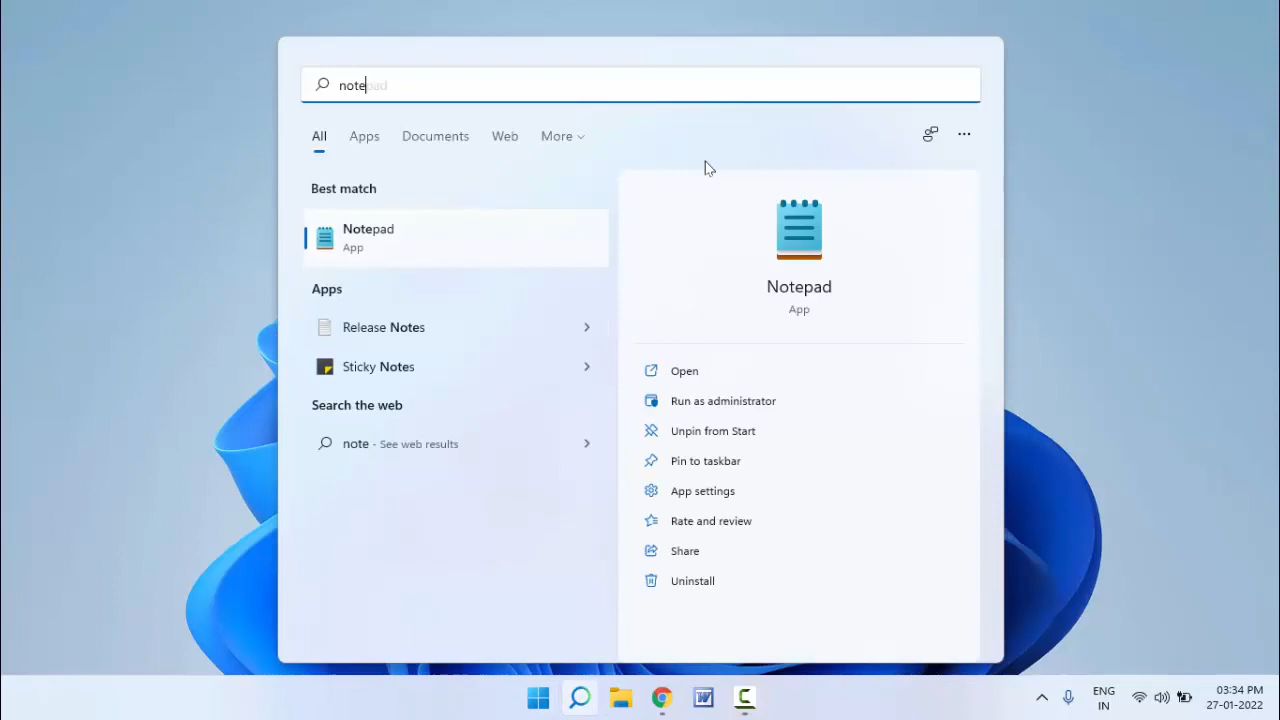 notepad
All Apps Documents Web More
Best match
Notepad
App
Apps
Release Notes
Sticky Notes
Search the web
note - See web results
Notepad
App
Open
Run as administrator
Unpin from Start
Pin to taskbar
App settings
Rate and review
Share
Uninstall
ENG
IN
03:34 PM
27-01-2022